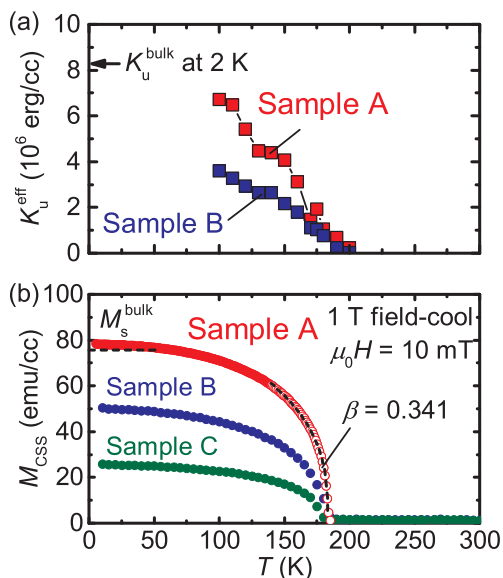 (a)
10
8
6
4
2
0
K_u^eff (10^6 erg/cc)
K_u^bulk at 2 K
Sample A
Sample B
(b)
100
80
60
40
20
0
M_CSS (emu/cc)
M_s^bulk
Sample A
1 T field-cool
μ_0H = 10 mT
Sample B
β = 0.341
Sample C
0 50 100 150 200 250 300
T (K)